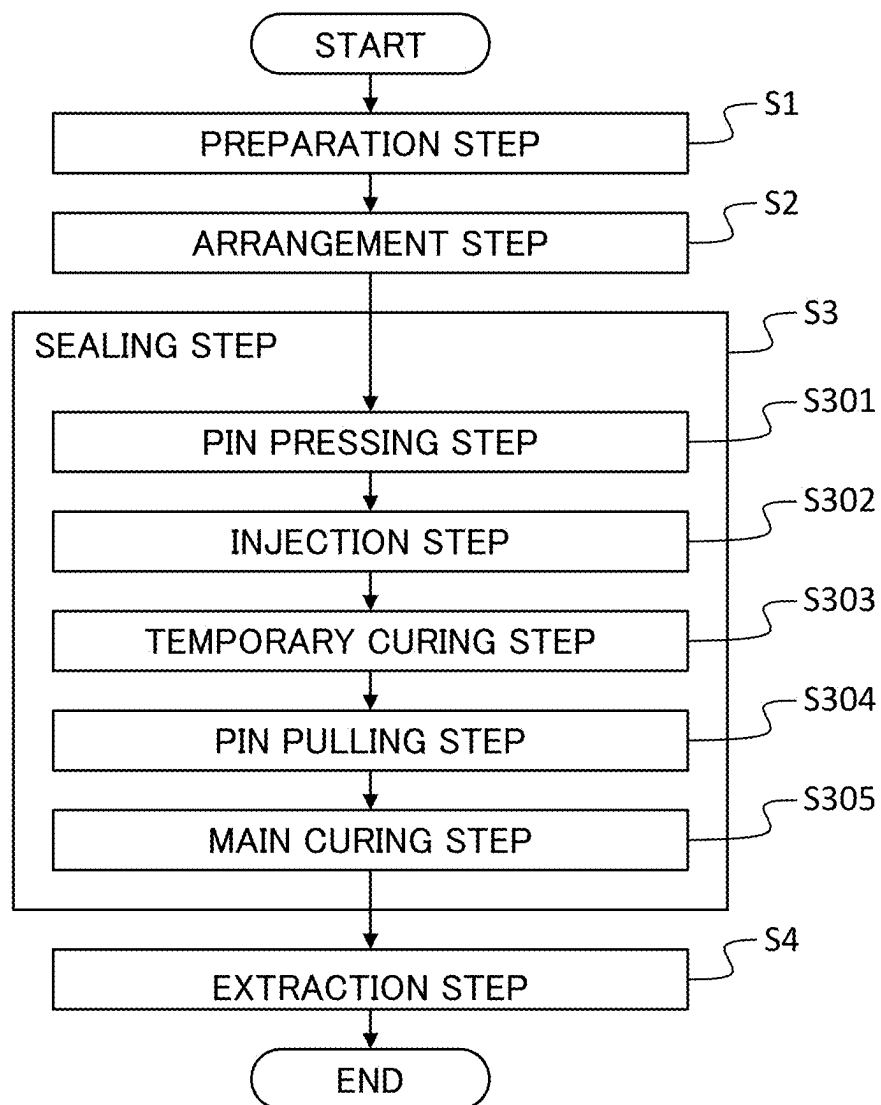 START
PREPARATION STEP
S1
ARRANGEMENT STEP
S2
SEALING STEP
S3
PIN PRESSING STEP
S301
INJECTION STEP
S302
TEMPORARY CURING STEP
S303
PIN PULLING STEP
S304
MAIN CURING STEP
S305
EXTRACTION STEP
S4
END